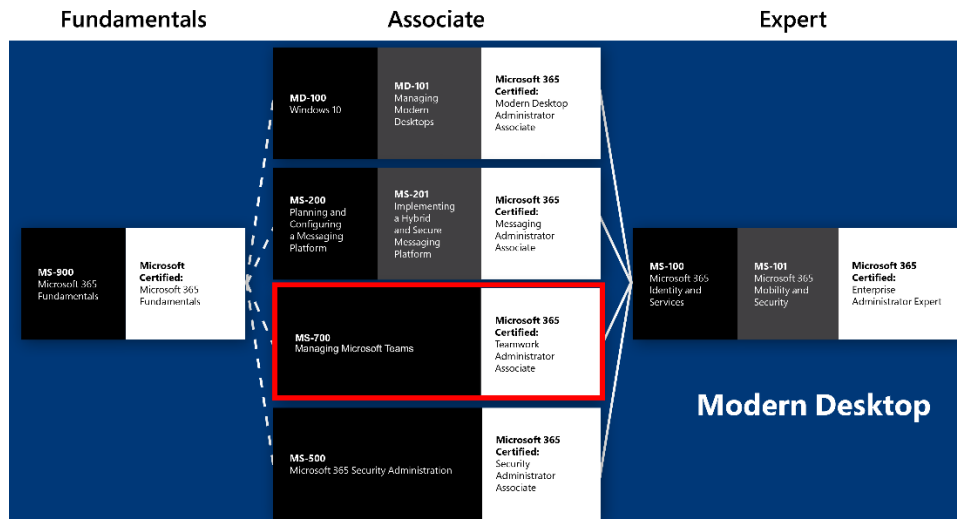 Fundamentals
Associate
Expert
MD-100
Windows 10
MD-101
Managing
Modern
Desktops
Microsoft 365
Certified:
Modern Desktop
Administrator
Associate
MS-200
Planning and
Configuring
a Messaging
Platform
MS-201
Implementing
a Hybrid
and Secure
Messaging
Platform
Microsoft 365
Certified:
Messaging
Administrator
Associate
MS-900
Microsoft 365
Fundamentals
Microsoft
Certified:
Microsoft 365
Fundamentals
MS-700
Managing Microsoft Teams
Microsoft 365
Certified:
Teamwork
Administrator
Associate
MS-500
Microsoft 365 Security Administration
Microsoft 365
Certified:
Security
Administrator
Associate
MS-100
Microsoft 365
Identity and
Services
MS-101
Microsoft 365
Mobility and
Security
Microsoft 365
Certified:
Enterprise
Administrator Expert
Modern Desktop